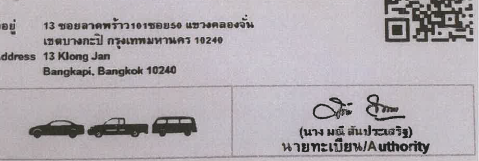 อยู่ 13 ซอยลาดพร้าว101ซอย50 แขวงคลองจั่น
เขตบางกะปิ กรุงเทพมหานคร 10240
ddress 13 Klong Jan
Bangkapi, Bangkok 10240
(นาง มณี สันประเสริฐ)
นายทะเบียน/Authority